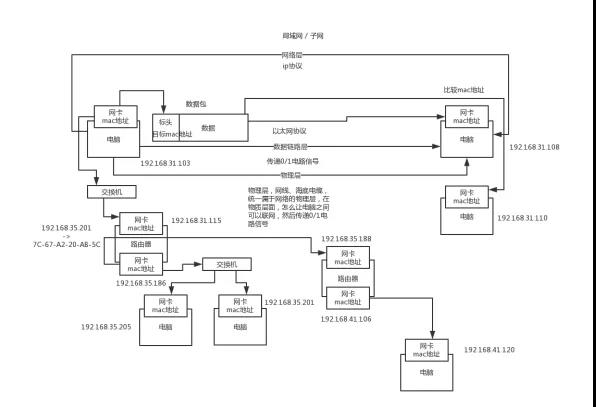 局域网 / 子网
网络层
ip协议
比较mac地址
网卡
mac地址
电脑
192.168.31.103
数据包
标头
目标mac地址
数据
以太网协议
数据链路层
传递0/1电路信号
物理层
网卡
mac地址
电脑
192.168.31.108
物理层，网线、海底电缆，
统一属于网络的物理层，在
物质层面，怎么让电脑之间
可以联网，然后传递0/1电
路信号
网卡
mac地址
电脑
192.168.31.110
交换机
192.168.35.201
->
7C-67-A2-20-AB-5C
网卡
mac地址
192.168.31.115
路由器
网卡
mac地址
192.168.35.186
交换机
192.168.35.188
网卡
mac地址
路由器
网卡
mac地址
192.168.41.106
192.168.35.205
网卡
mac地址
电脑
网卡
mac地址
电脑
192.168.35.201
网卡
mac地址
电脑
192.168.41.120